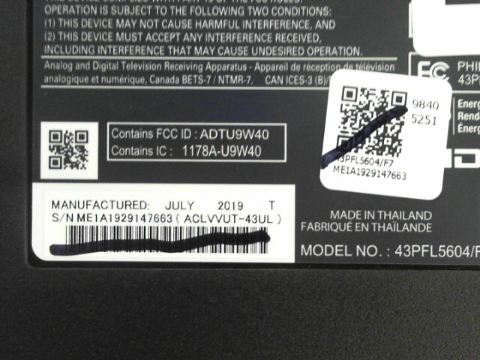 OPERATION IS SUBJECT TO THE FOLLOWING TWO CONDITIONS:
(1) THIS DEVICE MAY NOT CAUSE HARMFUL INTERFERENCE, AND
(2) THIS DEVICE MUST ACCEPT ANY INTERFERENCE RECEIVED,
INCLUDING INTERFERENCE THAT MAY CAUSE UNDESIRED OPERATION.
Analog and Digital Television Receiving Apparatus - Appareil de réception de télévision
analogique et numérique, Canada BETS-7 / NTMR-7. CAN ICES-3 (B)/
FC
PHI
43PFL
9840
5251
43PFL5604/F7
ME1A1929147663
Contains FCC ID : ADTU9W40
Contains IC : 1178A-U9W40
MANUFACTURED: JULY 2019 T
S/N ME1A1929147663 ( ACLVVUT-43UL )
MADE IN THAILAND
FABRIQUÉ EN THAÏLANDE
MODEL NO. : 43PFL5604/F